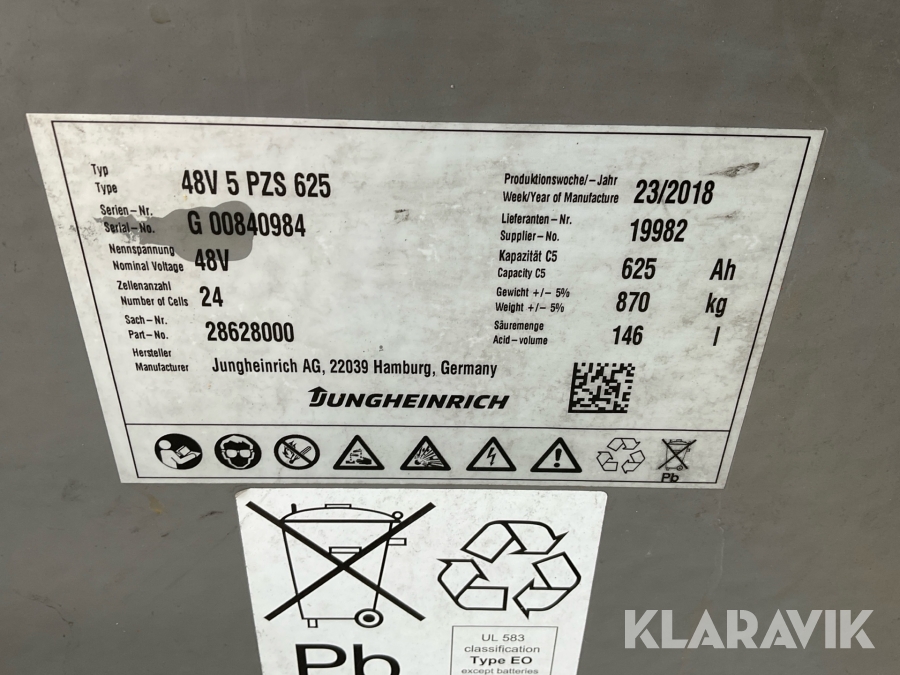 Typ
Type 48V 5 PZS 625
Serien-Nr.
Serial-No. G 00840984
Nennspannung
Nominal Voltage 48V
Zellenanzahl
Number of Cells 24
Sach-Nr.
Part-No. 28628000
Hersteller
Manufacturer Jungheinrich AG, 22039 Hamburg, Germany
Produktionswoche/-Jahr
Week/Year of Manufacture 23/2018
Lieferanten-Nr.
Supplier-No. 19982
Kapazität C5
Capacity C5 625 Ah
Gewicht +/- 5%
Weight +/- 5% 870 kg
Säuremenge
Acid-volume 146 l
JUNGHEINRICH
Pb
Pb
UL 583
classification
Type EO
except batteries
KLARAVIK